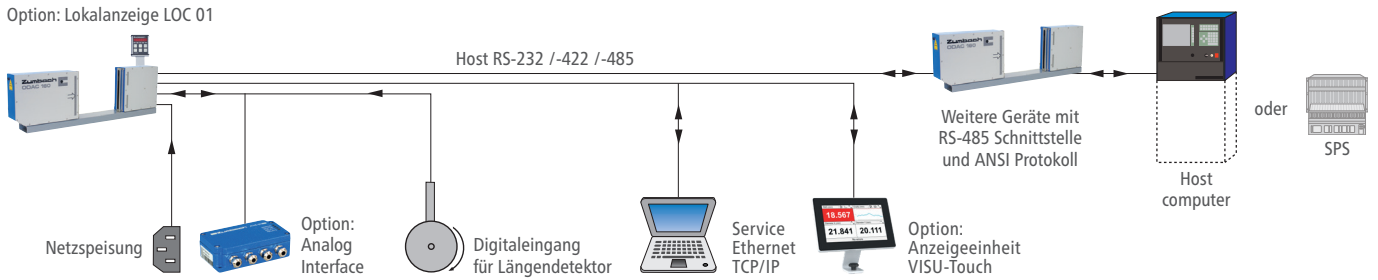 Option: Lokalanzeige LOC 01
Zumbach
ODAC 160
Host RS-232 /-422 /-485
Zumbach
ODAC 160
Weitere Geräte mit
RS-485 Schnittstelle
und ANSI Protokoll
Host
computer
oder
SPS
Netzspeisung
Option:
Analog
Interface
Digitaleingang
für Längendetektor
Service
Ethernet
TCP/IP
18.567
21.841 20.111
Option:
Anzeigeeinheit
VISU-Touch